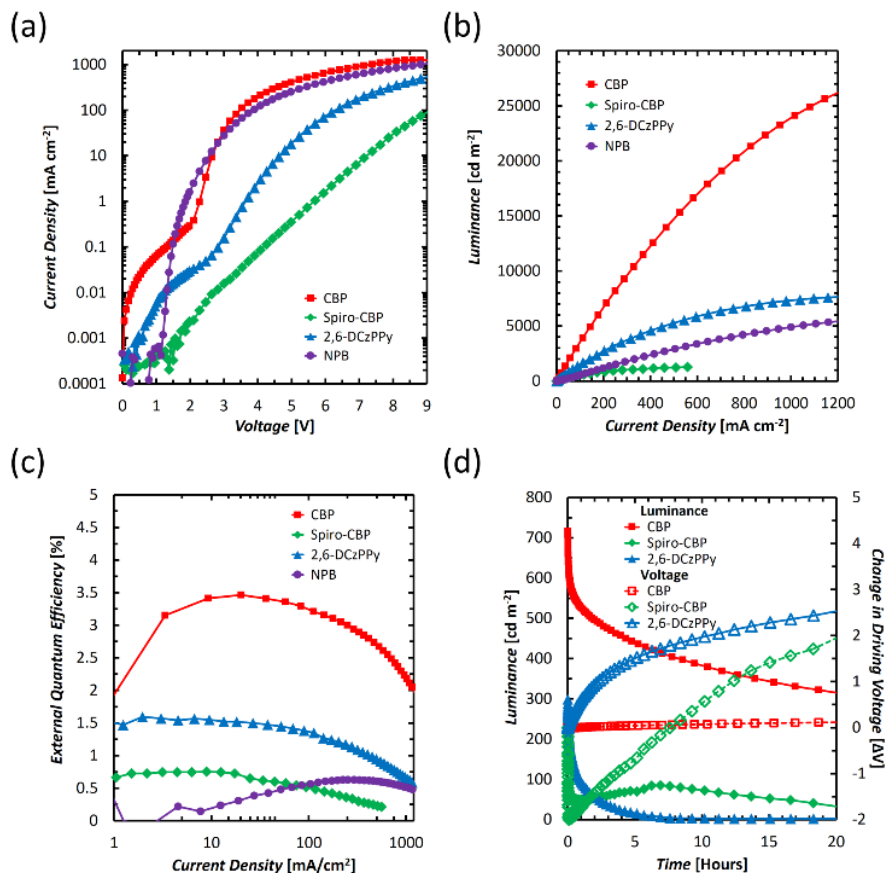 (a)
Current Density [mA cm-2]
1000
100
10
1
0.1
0.01
0.001
0.0001
CBP
Spiro-CBP
2,6-DCzPPy
NPB
0 1 2 3 4 5 6 7 8 9
Voltage [V]
(b)
Luminance [cd m-2]
30000
25000
20000
15000
10000
5000
0
CBP
Spiro-CBP
2,6-DCzPPy
NPB
0 200 400 600 800 1000 1200
Current Density [mA cm-2]
(c)
External Quantum Efficiency [%]
5
4.5
4
3.5
3
2.5
2
1.5
1
0.5
0
CBP
Spiro-CBP
2,6-DCzPPy
NPB
1 10 100 1200
Current Density [mA/cm2]
(d)
Luminance [cd m-2]
800
700
600
500
400
300
200
100
0
Luminance
CBP
Spiro-CBP
2,6-DCzPPy
Voltage
CBP
Spiro-CBP
2,6-DCzPPy
5
4
3
2
1
0
-1
-2
Change in Driving Voltage [ΔV]
0 5 10 15 20
Time [Hours]